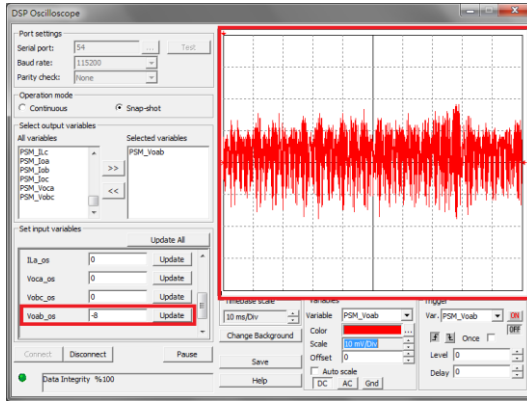 DSP Oscilloscope
Port settings
Serial port: 54 ... Test
Baud rate: 115200
Parity check: None
Operation mode
Continuous Snap-shot
Select output variables
All variables Selected variables
PSM_ILc PSM_Voab
PSM_Ioa
PSM_Iob >>
PSM_Ioc
PSM_Voca <<
PSM_Vobc
Set input variables
Update All
ILa_os 0 Update
Voca_os 0 Update
Vobc_os 0 Update
Voab_os -8 Update
Connect Disconnect Pause
Data Integrity %100
Timebase scale
10 ms/Div
Change Background
Save
Help
Variables
Variable PSM_Voab
Color
Scale 10 mV/Div
Offset 0
Auto scale
DC AC Gnd
Trigger
Var. PSM_Voab ON
OFF
Once
Level 0
Delay 0